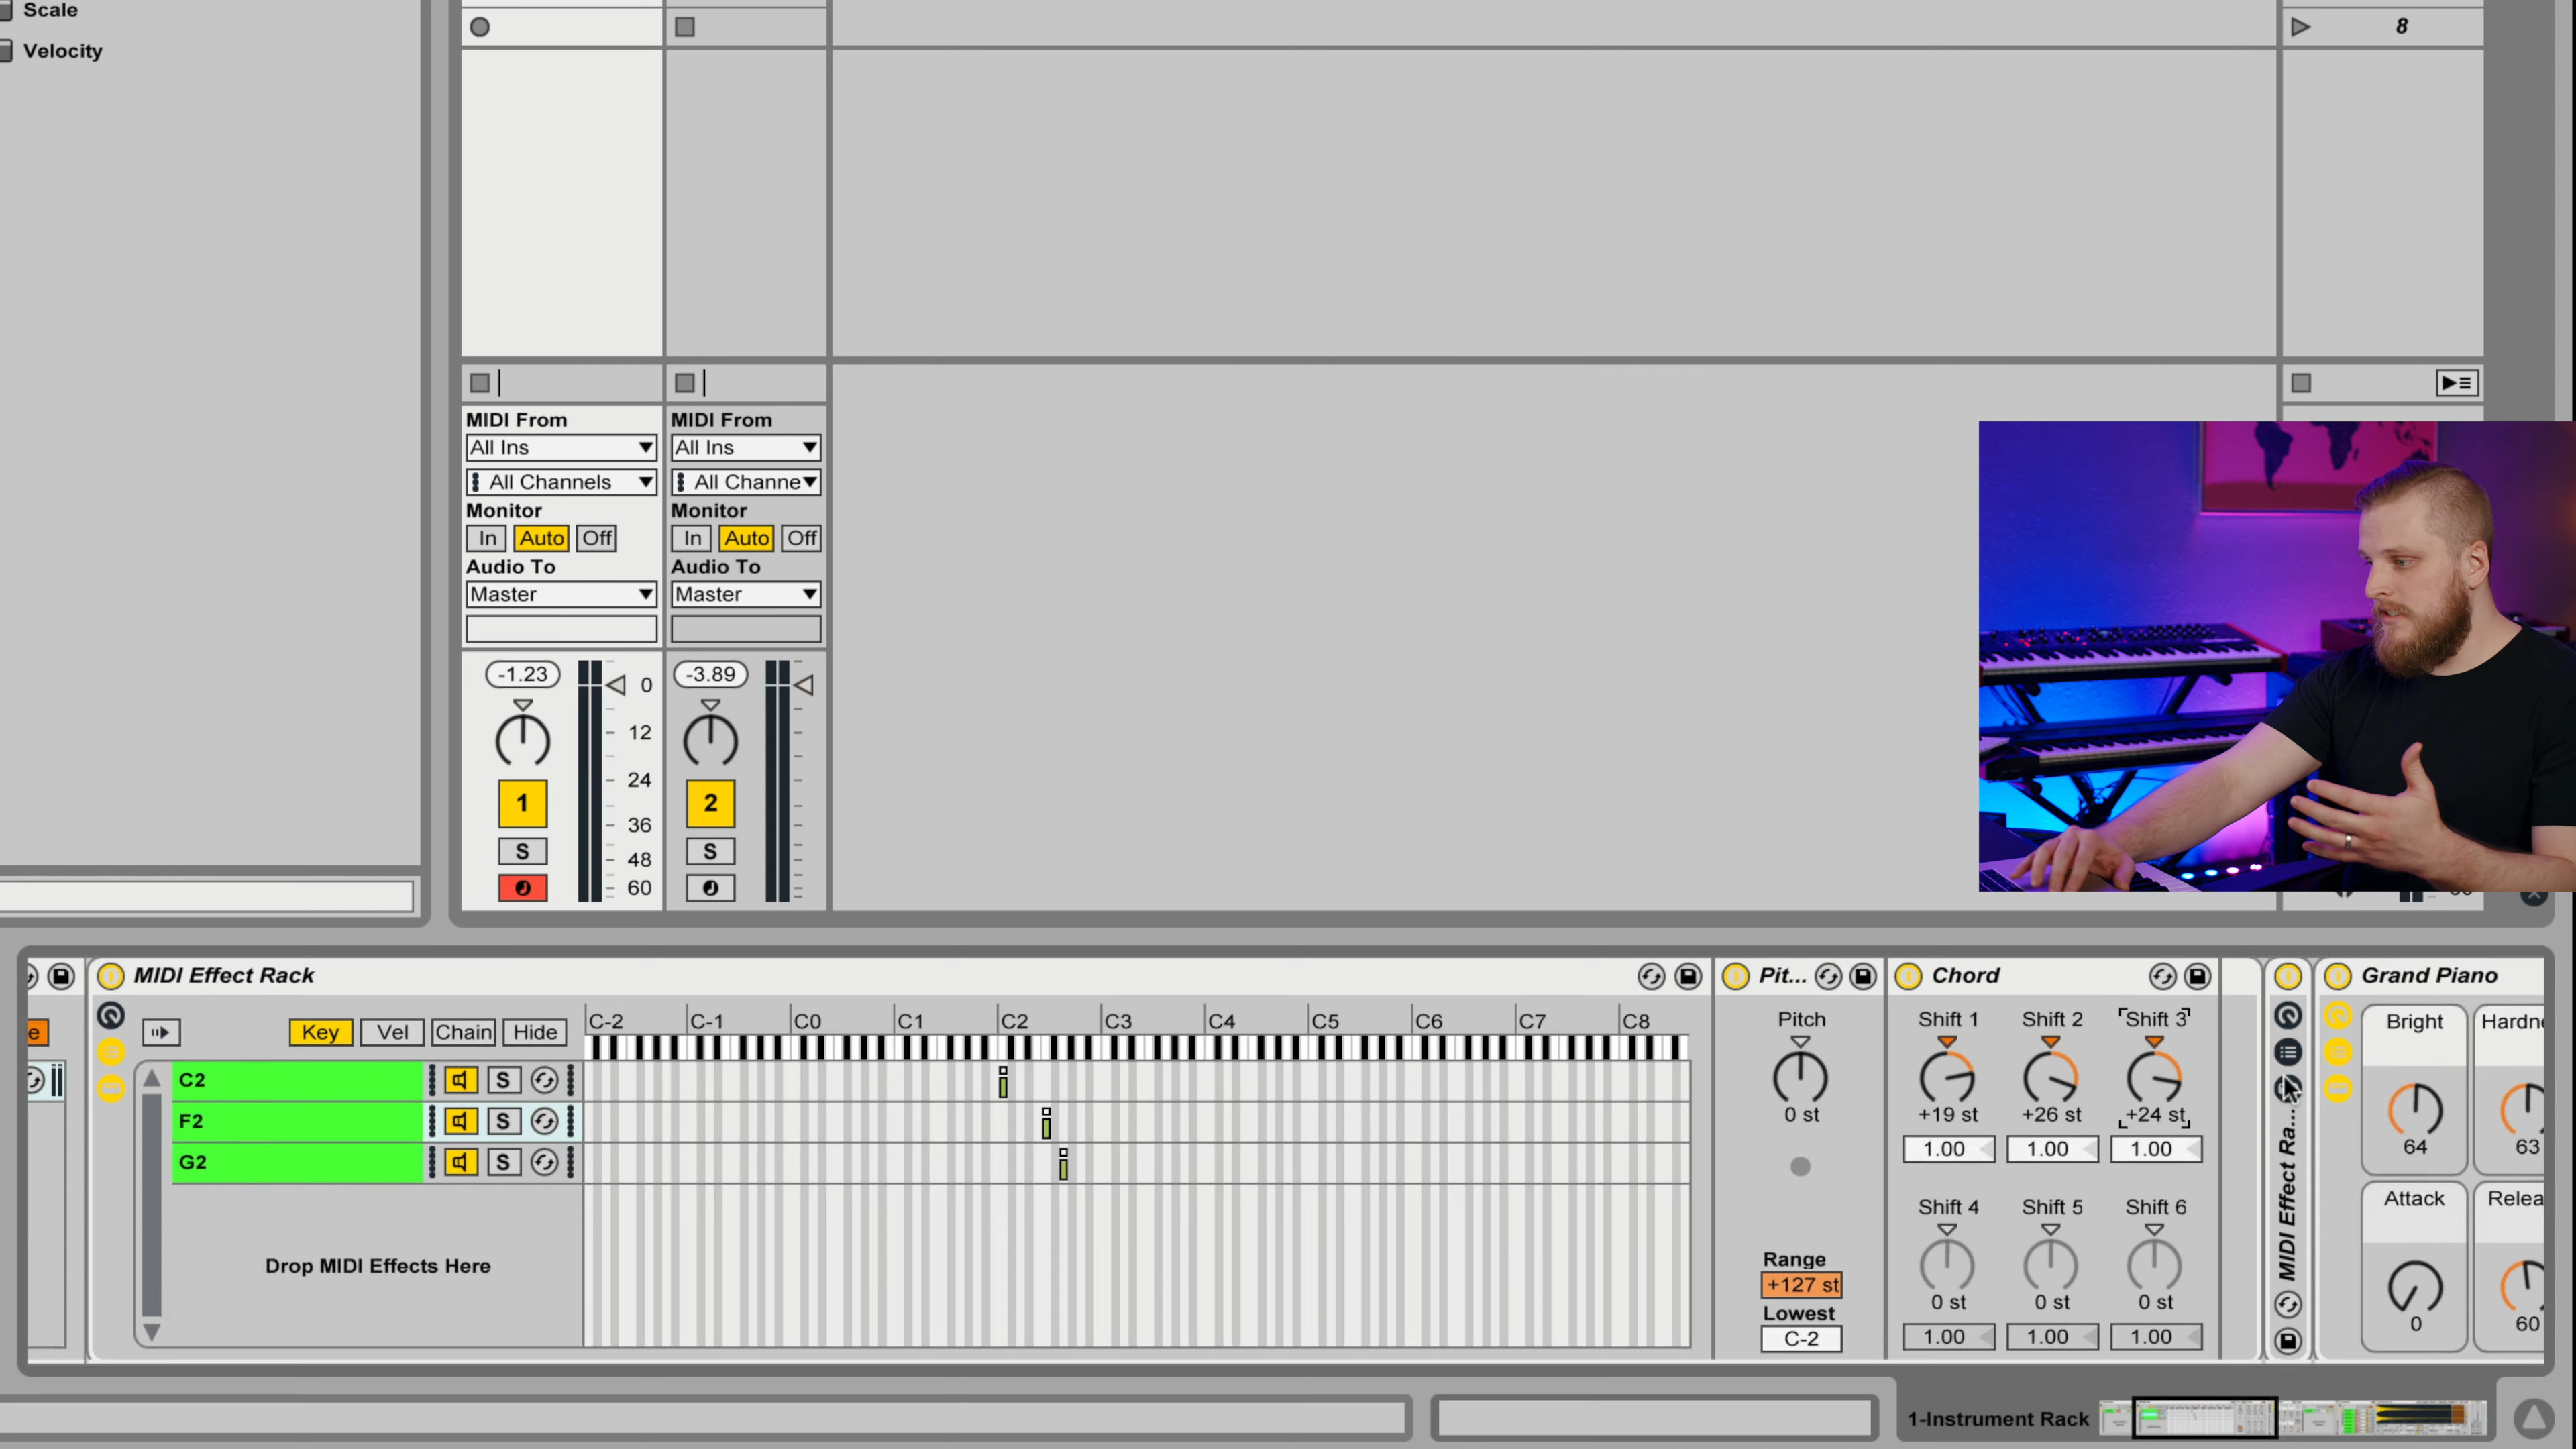 Scale
Velocity
8
MIDI From
All Ins
All Channels
Monitor
In Auto Off
Audio To
Master
MIDI From
All Ins
All Channe
Monitor
In Auto Off
Audio To
Master
-1.23
0
12
24
36
48
60
1
S
-3.89
2
S
e
MIDI Effect Rack
Key Vel Chain Hide
C-2 C-1 C0 C1 C2 C3 C4 C5 C6 C7 C8
C2 S
F2 S
G2 S
Drop MIDI Effects Here
Pit...
Pitch
0 st
Range
+127 st
Lowest
C-2
Chord
Shift 1 Shift 2 Shift 3
+19 st +26 st +24 st
1.00 1.00 1.00
Shift 4 Shift 5 Shift 6
0 st 0 st 0 st
1.00 1.00 1.00
MIDI Effect Ra...
Grand Piano
Bright Hardne
64 63
Attack Relea
0 60
1-Instrument Rack